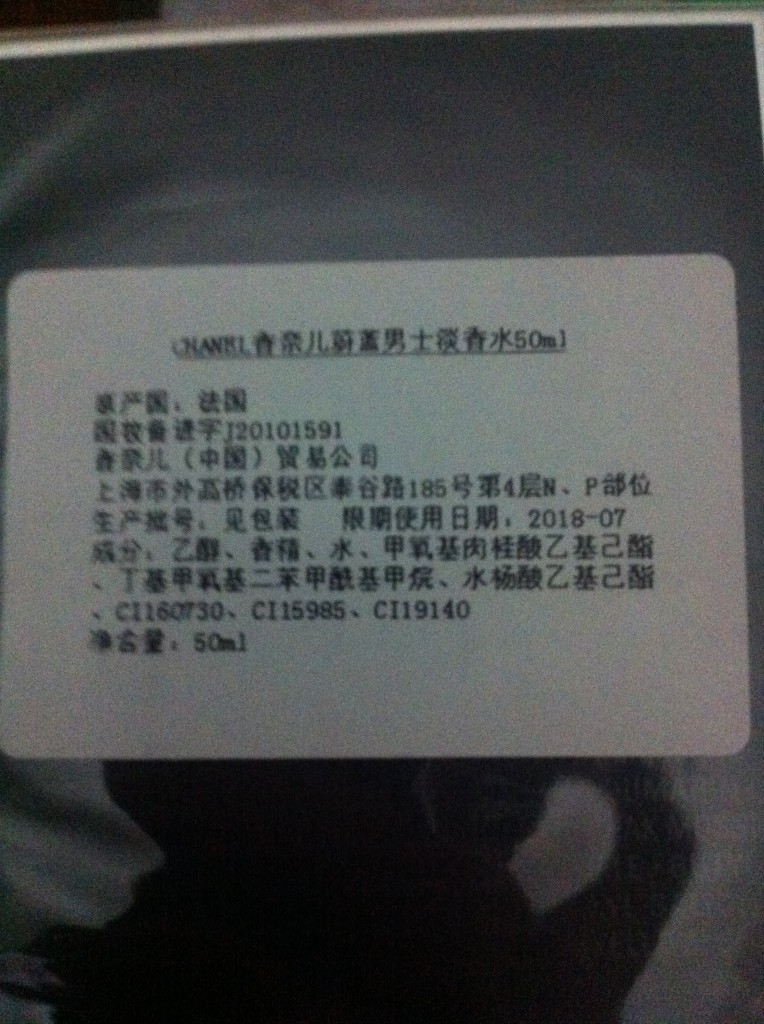 CHANEL香奈儿蔚蓝男士淡香水50ml
原产国：法国
国妆备进字J20101591
香奈儿（中国）贸易公司
上海市外高桥保税区泰谷路185号第4层N、P部位
生产批号：见包装 限期使用日期：2018-07
成分：乙醇、香精、水、甲氧基肉桂酸乙基己酯
、丁基甲氧基二苯甲酰基甲烷、水杨酸乙基己酯
、CI160730、CI15985、CI19140
净含量：50ml